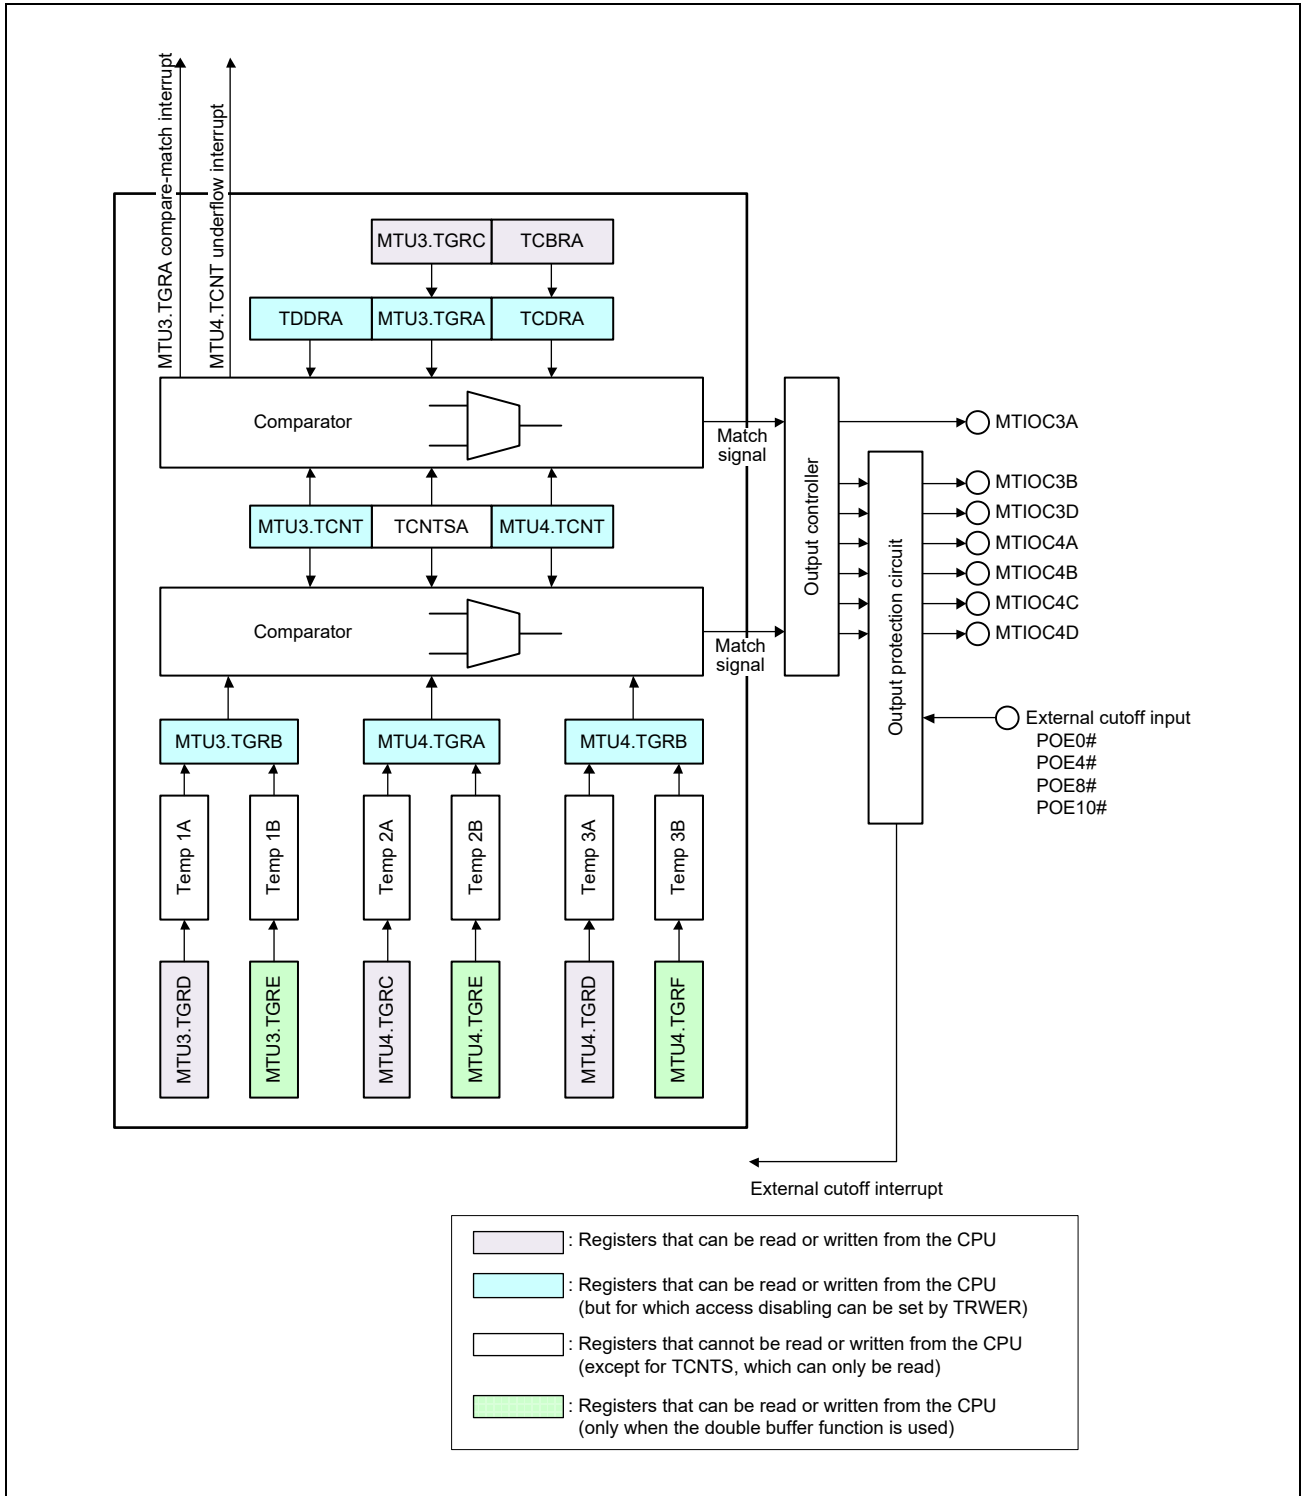 MTU3.TGRA compare-match interrupt
MTU4.TCNT underflow interrupt
MTU3.TGRC
TCBRA
TDDRA
MTU3.TGRA
TCDRA
Comparator
Match
signal
Output controller
Output protection circuit
MTIOC3A
MTIOC3B
MTIOC3D
MTIOC4A
MTIOC4B
MTIOC4C
MTIOC4D
MTU3.TCNT
TCNTSA
MTU4.TCNT
Comparator
Match
signal
External cutoff input
POE0#
POE4#
POE8#
POE10#
MTU3.TGRB
MTU4.TGRA
MTU4.TGRB
Temp 1A
Temp 1B
Temp 2A
Temp 2B
Temp 3A
Temp 3B
MTU3.TGRD
MTU3.TGRE
MTU4.TGRC
MTU4.TGRE
MTU4.TGRD
MTU4.TGRF
External cutoff interrupt
: Registers that can be read or written from the CPU
: Registers that can be read or written from the CPU
(but for which access disabling can be set by TRWER)
: Registers that cannot be read or written from the CPU
(except for TCNTS, which can only be read)
: Registers that can be read or written from the CPU
(only when the double buffer function is used)